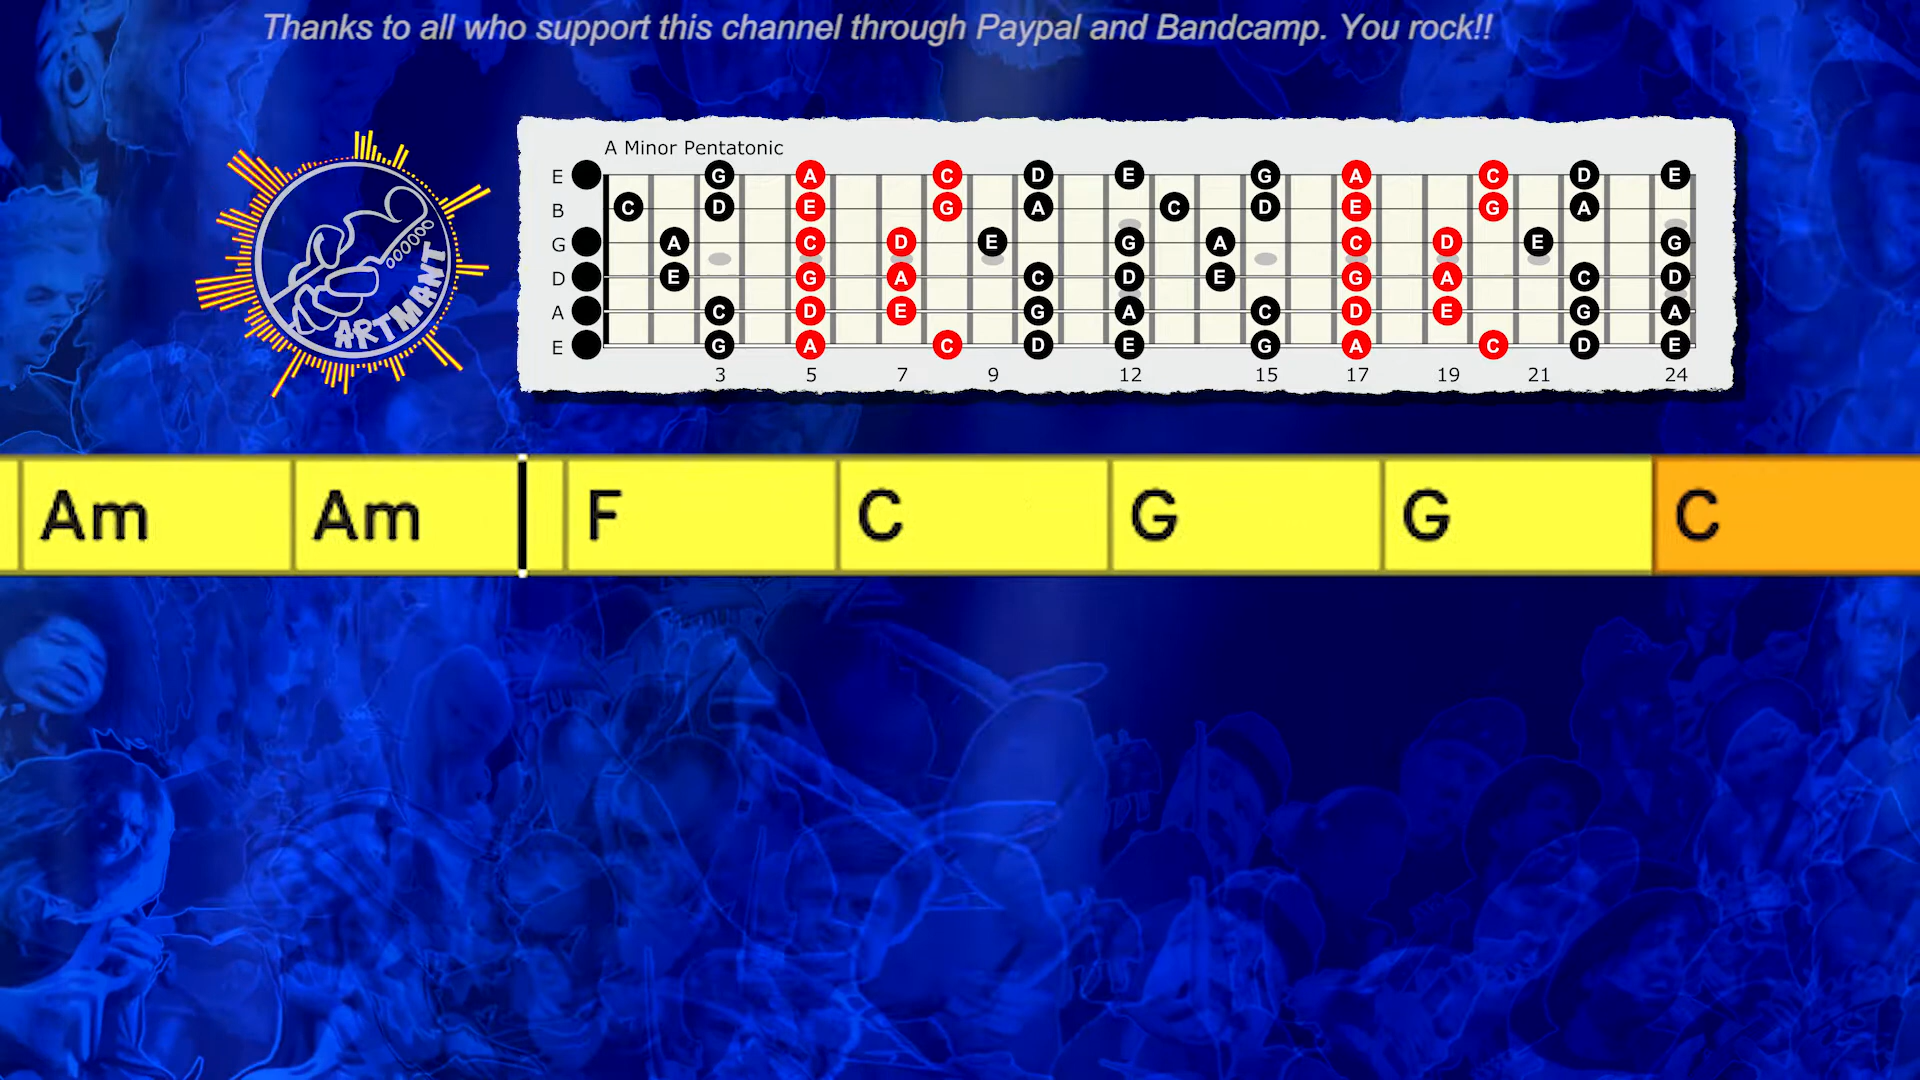 Thanks to all who support this channel through Paypal and Bandcamp. You rock!!
ARTMANT
A Minor Pentatonic
E G A C D E G A C D E
B C D E G A C D E G A
G A C D E G A C D E G
D E G A C D E G A C D
A C D E G A C D E G A
E G A C D E G A C D E
3 5 7 9 12 15 17 19 21 24
Am Am F C G G C